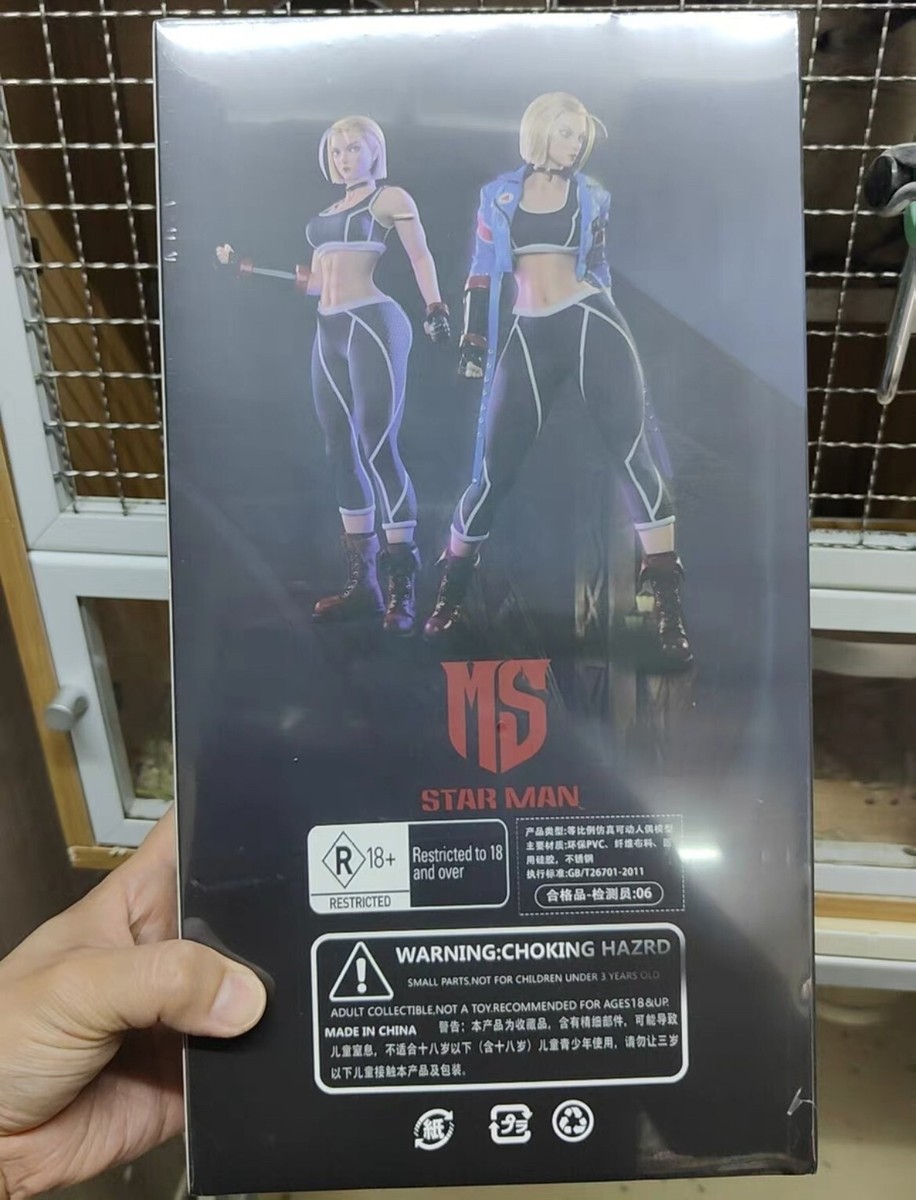 MS
STAR MAN
R 18+
RESTRICTED
Restricted to 18
and over
产品类型:等比例仿真可动人偶模型
主要材质:环保PVC、纤维布料、
用硅胶，不锈钢
执行标准:GB/T26701-2011
合格品-检测员:06
WARNING:CHOKING HAZRD
SMALL PARTS.NOT FOR CHILDREN UNDER 3 YEARS OLD
ADULT COLLECTIBLE,NOT A TOY.RECOMMENDED FOR AGES18&UP.
MADE IN CHINA 警告：本产品为收藏品，含有精细部件，可能导致
儿童窒息，不适合十八岁以下（含十八岁）儿童青少年使用，请勿让三岁
以下儿童接触本产品及包装。
紙 プラ